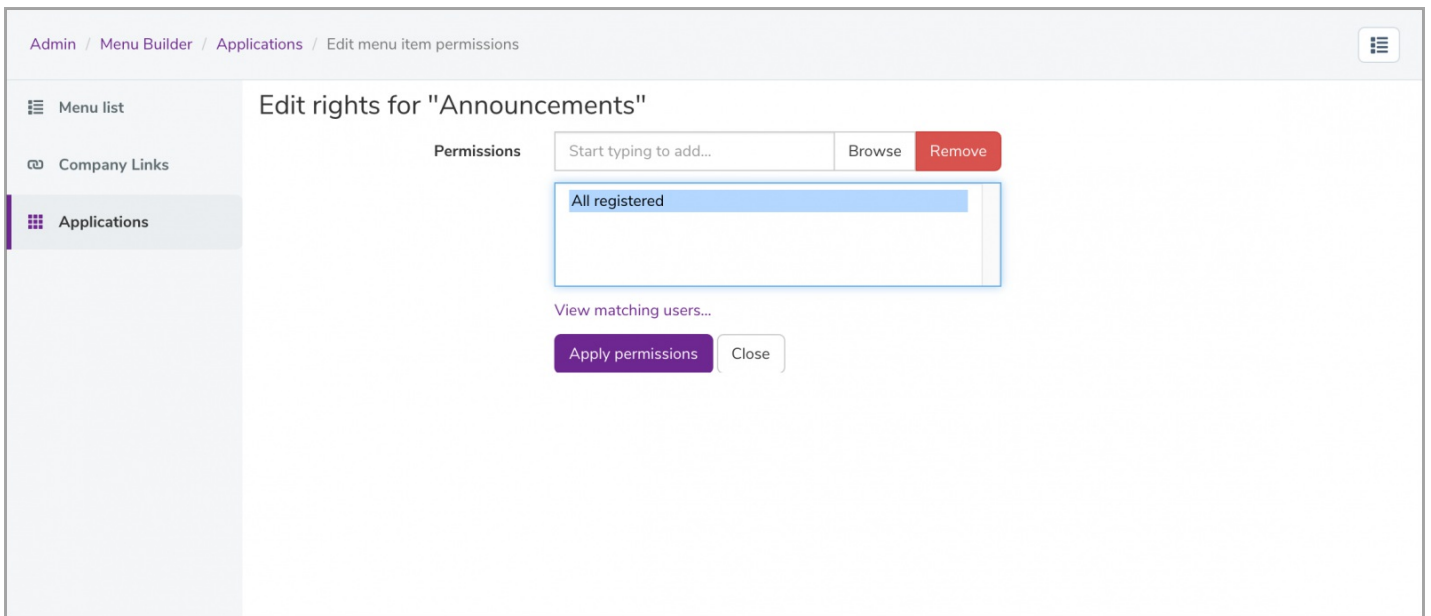 Admin / Menu Builder / Applications / Edit menu item permissions
Menu list
Company Links
Applications
Edit rights for "Announcements"
Permissions
Start typing to add...
Browse
Remove
All registered
View matching users...
Apply permissions
Close